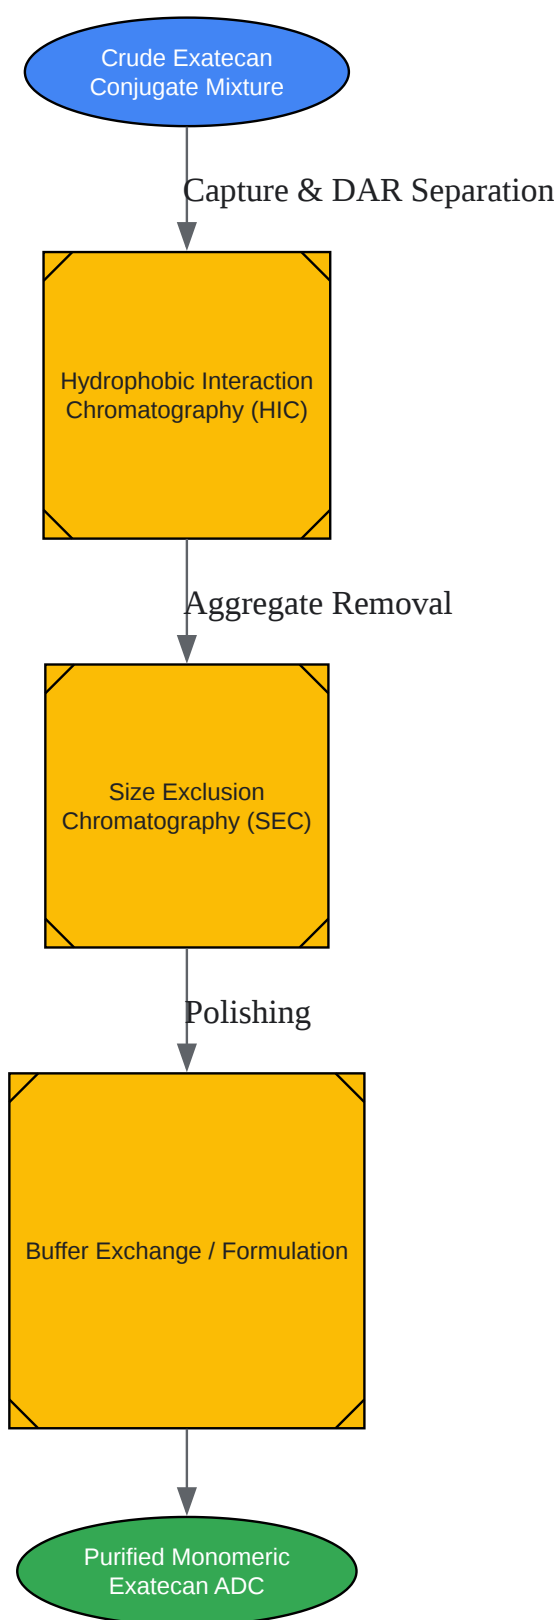 Crude Exatecan
Conjugate Mixture
Capture & DAR Separation
Hydrophobic Interaction
Chromatography (HIC)
Aggregate Removal
Size Exclusion
Chromatography (SEC)
Polishing
Buffer Exchange / Formulation
Purified Monomeric
Exatecan ADC